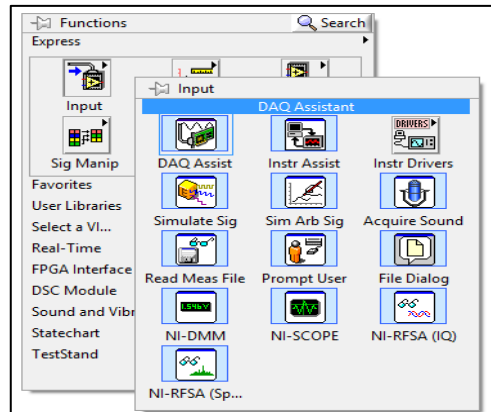 Functions
Search
Express
Input
Sig Manip
Favorites
User Libraries
Select a VI...
Real-Time
FPGA Interface
DSC Module
Sound and Vibr
Statechart
TestStand
Input
DAQ Assistant
DRIVERS
DAQ Assist Instr Assist Instr Drivers
Simulate Sig Sim Arb Sig Acquire Sound
Read Meas File Prompt User File Dialog
NI-DMM NI-SCOPE NI-RFSA (IQ)
NI-RFSA (Sp...